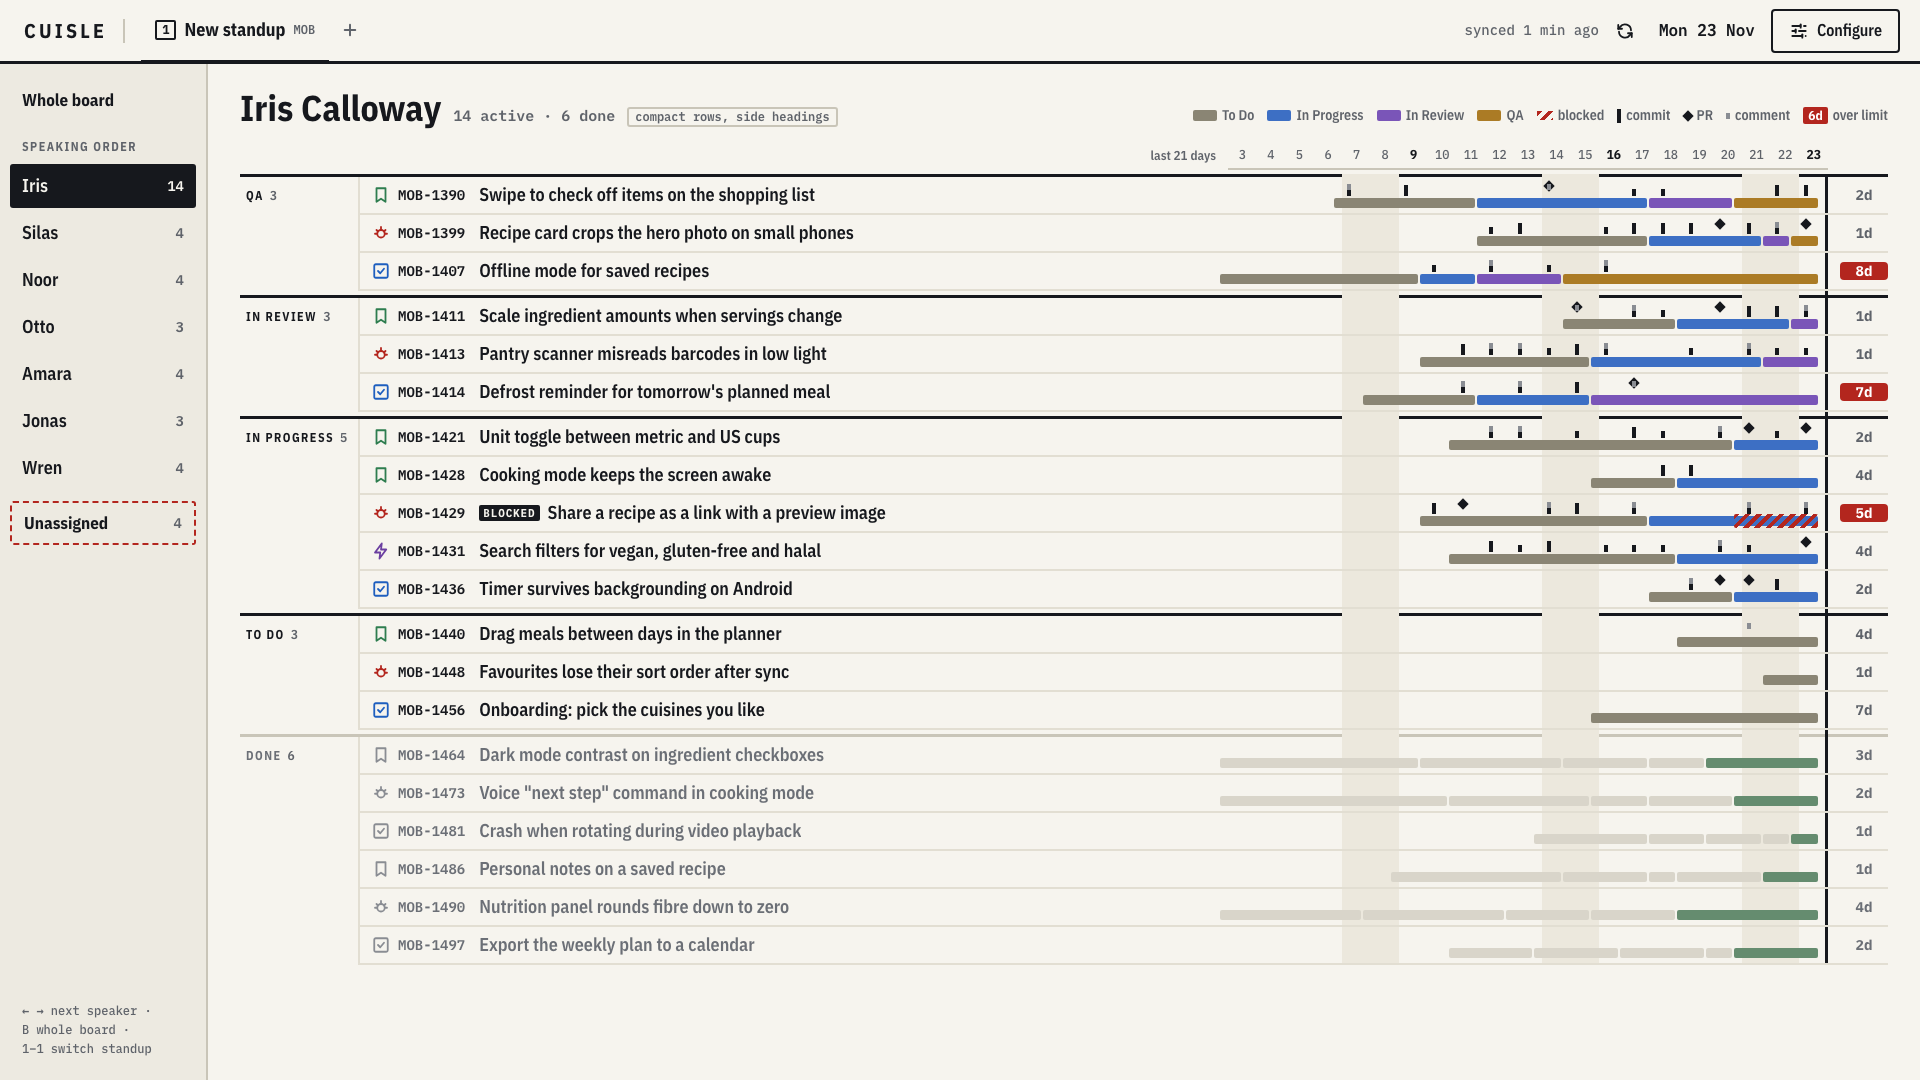 CUISLE
1 New standup MOB +
synced 1 min ago
Mon 23 Nov
Configure
Whole board
SPEAKING ORDER
Iris 14
Silas 4
Noor 4
Otto 3
Amara 4
Jonas 3
Wren 4
Unassigned 4
← → next speaker ·
B whole board ·
1–1 switch standup
Iris Calloway 14 active · 6 done compact rows, side headings
To Do In Progress In Review QA blocked commit PR comment 6d over limit
last 21 days 3 4 5 6 7 8 9 10 11 12 13 14 15 16 17 18 19 20 21 22 23
QA 3
MOB-1390 Swipe to check off items on the shopping list 2d
MOB-1399 Recipe card crops the hero photo on small phones 1d
MOB-1407 Offline mode for saved recipes 8d
IN REVIEW 3
MOB-1411 Scale ingredient amounts when servings change 1d
MOB-1413 Pantry scanner misreads barcodes in low light 1d
MOB-1414 Defrost reminder for tomorrow's planned meal 7d
IN PROGRESS 5
MOB-1421 Unit toggle between metric and US cups 2d
MOB-1428 Cooking mode keeps the screen awake 4d
MOB-1429 BLOCKED Share a recipe as a link with a preview image 5d
MOB-1431 Search filters for vegan, gluten-free and halal 4d
MOB-1436 Timer survives backgrounding on Android 2d
TO DO 3
MOB-1440 Drag meals between days in the planner 4d
MOB-1448 Favourites lose their sort order after sync 1d
MOB-1456 Onboarding: pick the cuisines you like 7d
DONE 6
MOB-1464 Dark mode contrast on ingredient checkboxes 3d
MOB-1473 Voice "next step" command in cooking mode 2d
MOB-1481 Crash when rotating during video playback 1d
MOB-1486 Personal notes on a saved recipe 1d
MOB-1490 Nutrition panel rounds fibre down to zero 4d
MOB-1497 Export the weekly plan to a calendar 2d